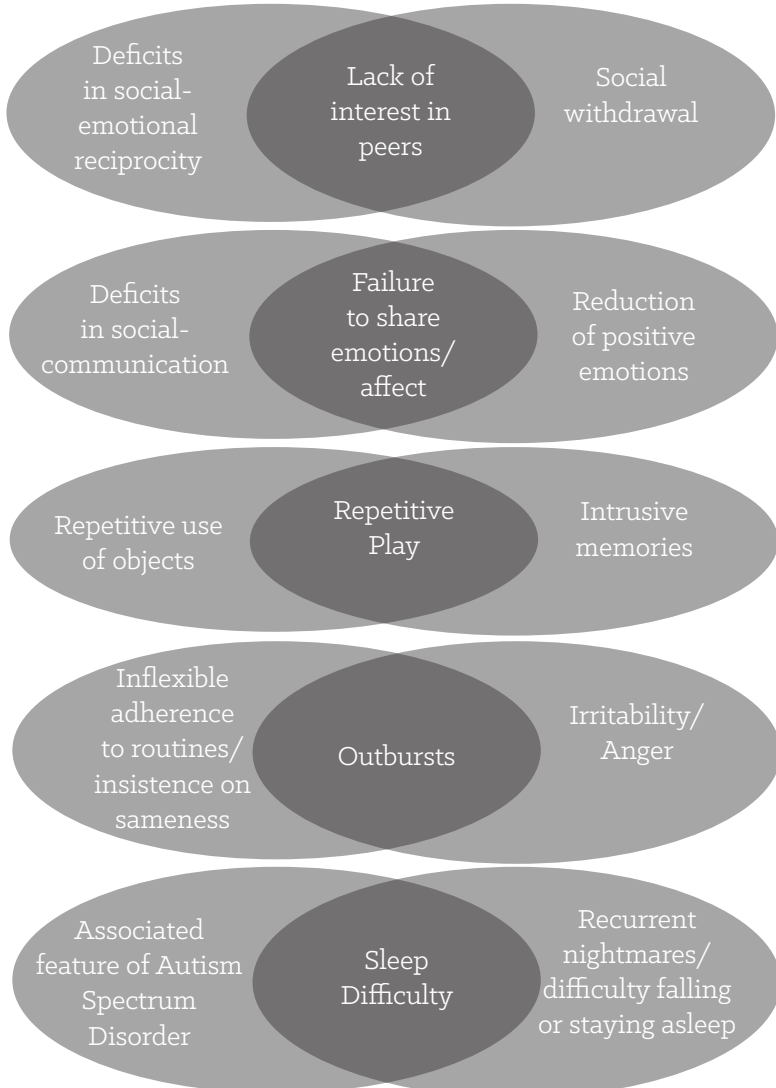 Deficits
in social-
emotional
reciprocity
Lack of
interest in
peers
Social
withdrawal
Deficits
in social-
communication
Failure
to share
emotions/
affect
Reduction
of positive
emotions
Repetitive use
of objects
Repetitive
Play
Intrusive
memories
Inflexible
adherence
to routines/
insistence on
sameness
Outbursts
Irritability/
Anger
Associated
feature of Autism
Spectrum
Disorder
Sleep
Difficulty
Recurrent
nightmares/
difficulty falling
or staying asleep